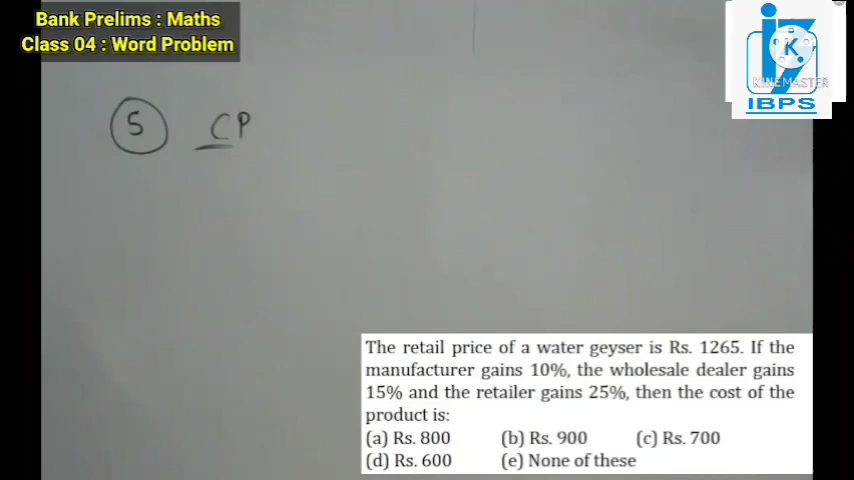 Bank Prelims : Maths
Class 04 : Word Problem
K
KINEMASTER
IBPS
5 CP
The retail price of a water geyser is Rs. 1265. If the
manufacturer gains 10%, the wholesale dealer gains
15% and the retailer gains 25%, then the cost of the
product is:
(a) Rs. 800 (b) Rs. 900 (c) Rs. 700
(d) Rs. 600 (e) None of these